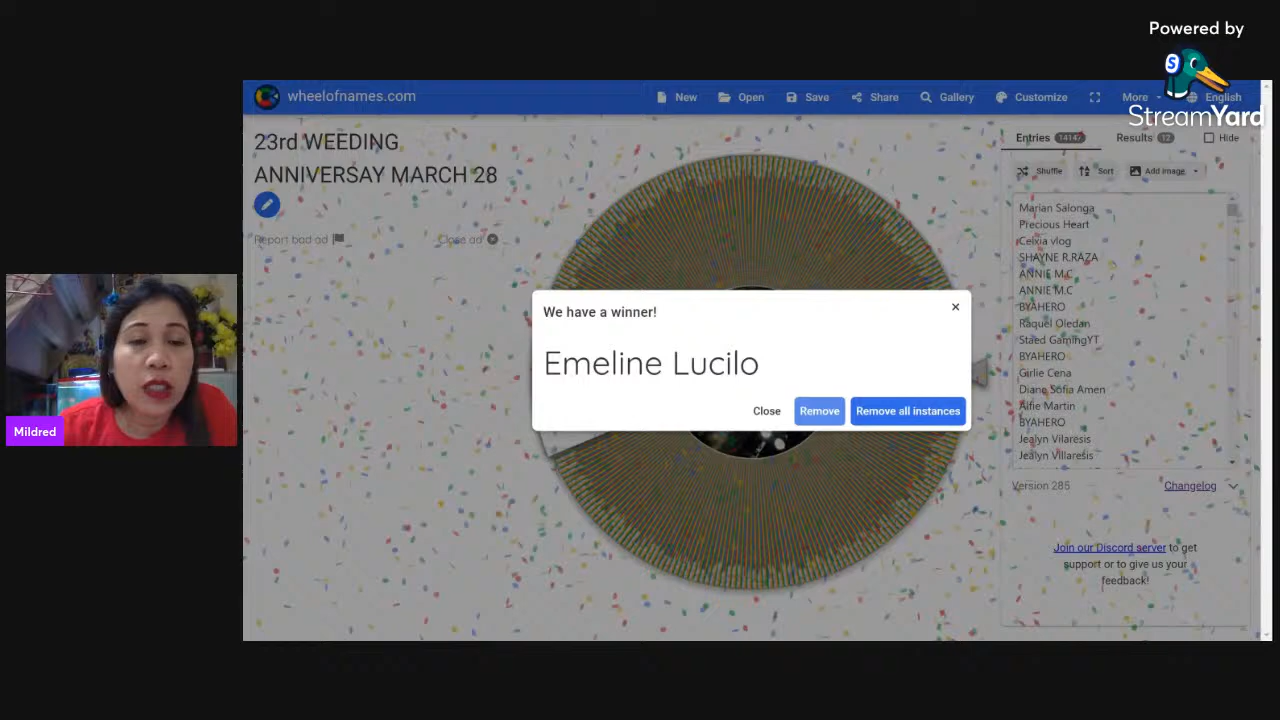 Powered by
StreamYard
wheelofnames.com
New
Open
Save
Share
Gallery
Customize
More
English
23rd WEEDING
ANNIVERSAY MARCH 28
Report bad ad
Close ad
Entries 14147
Results 12
Hide
Shuffle
Sort
Add image
Marian Salonga
Precious Heart
Ceixia vlog
SHAYNE R.RAZA
ANNIE M.C
ANNIE M.C
BYAHERO
Raquel Oledan
Staed GamingYT
BYAHERO
Girlie Cena
Diane Sofia Amen
Alfie Martin
BYAHERO
Jealyn Vilaresis
Jealyn Villaresis
Version 285
Changelog
Join our Discord server to get
support or to give us your
feedback!
We have a winner!
Emeline Lucilo
Close
Remove
Remove all instances
Mildred